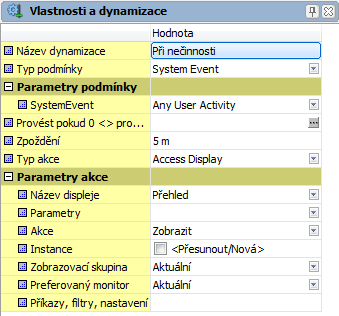 Vlastnosti a dynamizace
Hodnota
Název dynamizace Při nečinnosti
Typ podmínky System Event
Parametry podmínky
SystemEvent Any User Activity
Provést pokud 0 <> pro... ...
Zpoždění 5 m
Typ akce Access Display
Parametry akce
Název displeje Přehled
Parametry
Akce Zobrazit
Instance <Přesunout/Nová>
Zobrazovací skupina Aktuální
Preferovaný monitor Aktuální
Příkazy, filtry, nastavení